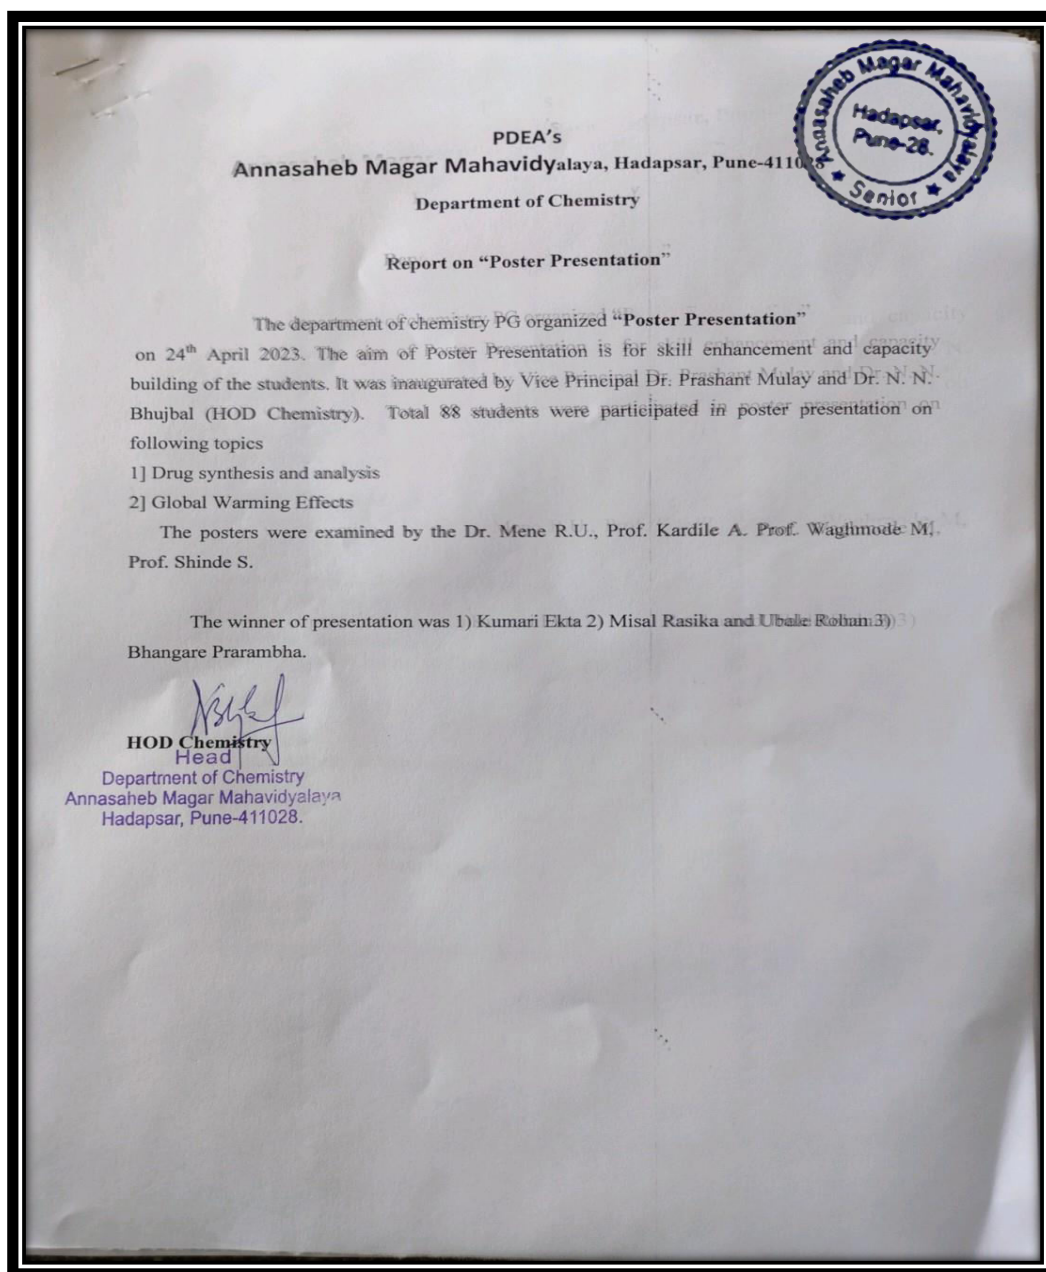 PDEA's
Annasaheb Magar Mahavidyalaya, Hadapsar, Pune-411028
Department of Chemistry
Report on “Poster Presentation”
The department of chemistry PG organized “Poster Presentation”
on 24th April 2023. The aim of Poster Presentation is for skill enhancement and capacity
building of the students. It was inaugurated by Vice Principal Dr. Prashant Mulay and Dr. N. N.
Bhujbal (HOD Chemistry). Total 88 students were participated in poster presentation on
following topics
1] Drug synthesis and analysis
2] Global Warming Effects
The posters were examined by the Dr. Mene R.U., Prof. Kardile A. Prof. Waghmode M.
Prof. Shinde S.
The winner of presentation was 1) Kumari Ekta 2) Misal Rasika and Ubale Rohan 3)
Bhangare Prarambha.
HOD Chemistry
Head
Department of Chemistry
Annasaheb Magar Mahavidyalaya
Hadapsar, Pune-411028.
Annasaheb Magar Mahavidyalaya
Hadapsar,
Pune-28.
★ Senior ★